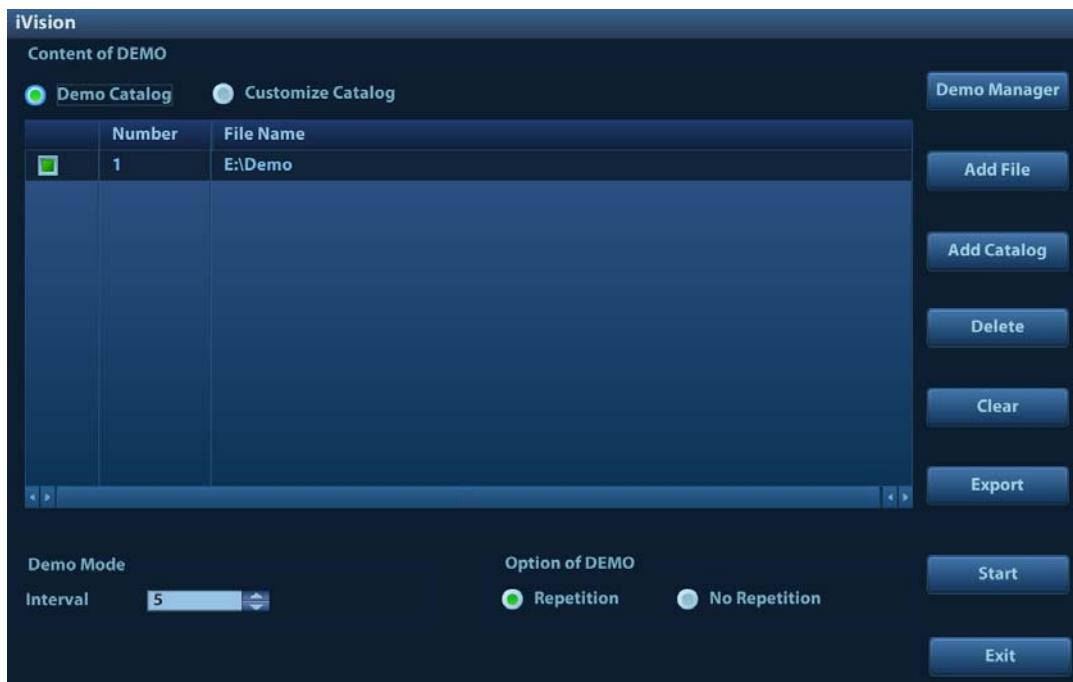 iVision
Content of DEMO
Demo Catalog Customize Catalog
Demo Manager
Number File Name
1 E:\Demo
Add File
Add Catalog
Delete
Clear
Export
Demo Mode
Interval 5
Option of DEMO
Repetition No Repetition
Start
Exit